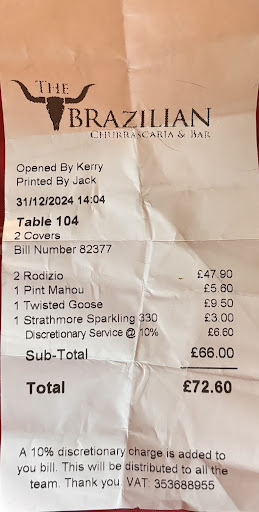 THE
BRAZILIAN
CHURRASCARIA & BAR
Opened By Kerry
Printed By Jack
31/12/2024 14:04
Table 104
2 Covers
Bill Number 82377
2 Rodizio £47.90
1 Pint Mahou £5.60
1 Twisted Goose £9.50
1 Strathmore Sparkling 330 £3.00
Discretionary Service @ 10% £6.60
Sub-Total £66.00
Total £72.60
A 10% discretionary charge is added to
you bill. This will be distributed to all the
team. Thank you. VAT: 353688955